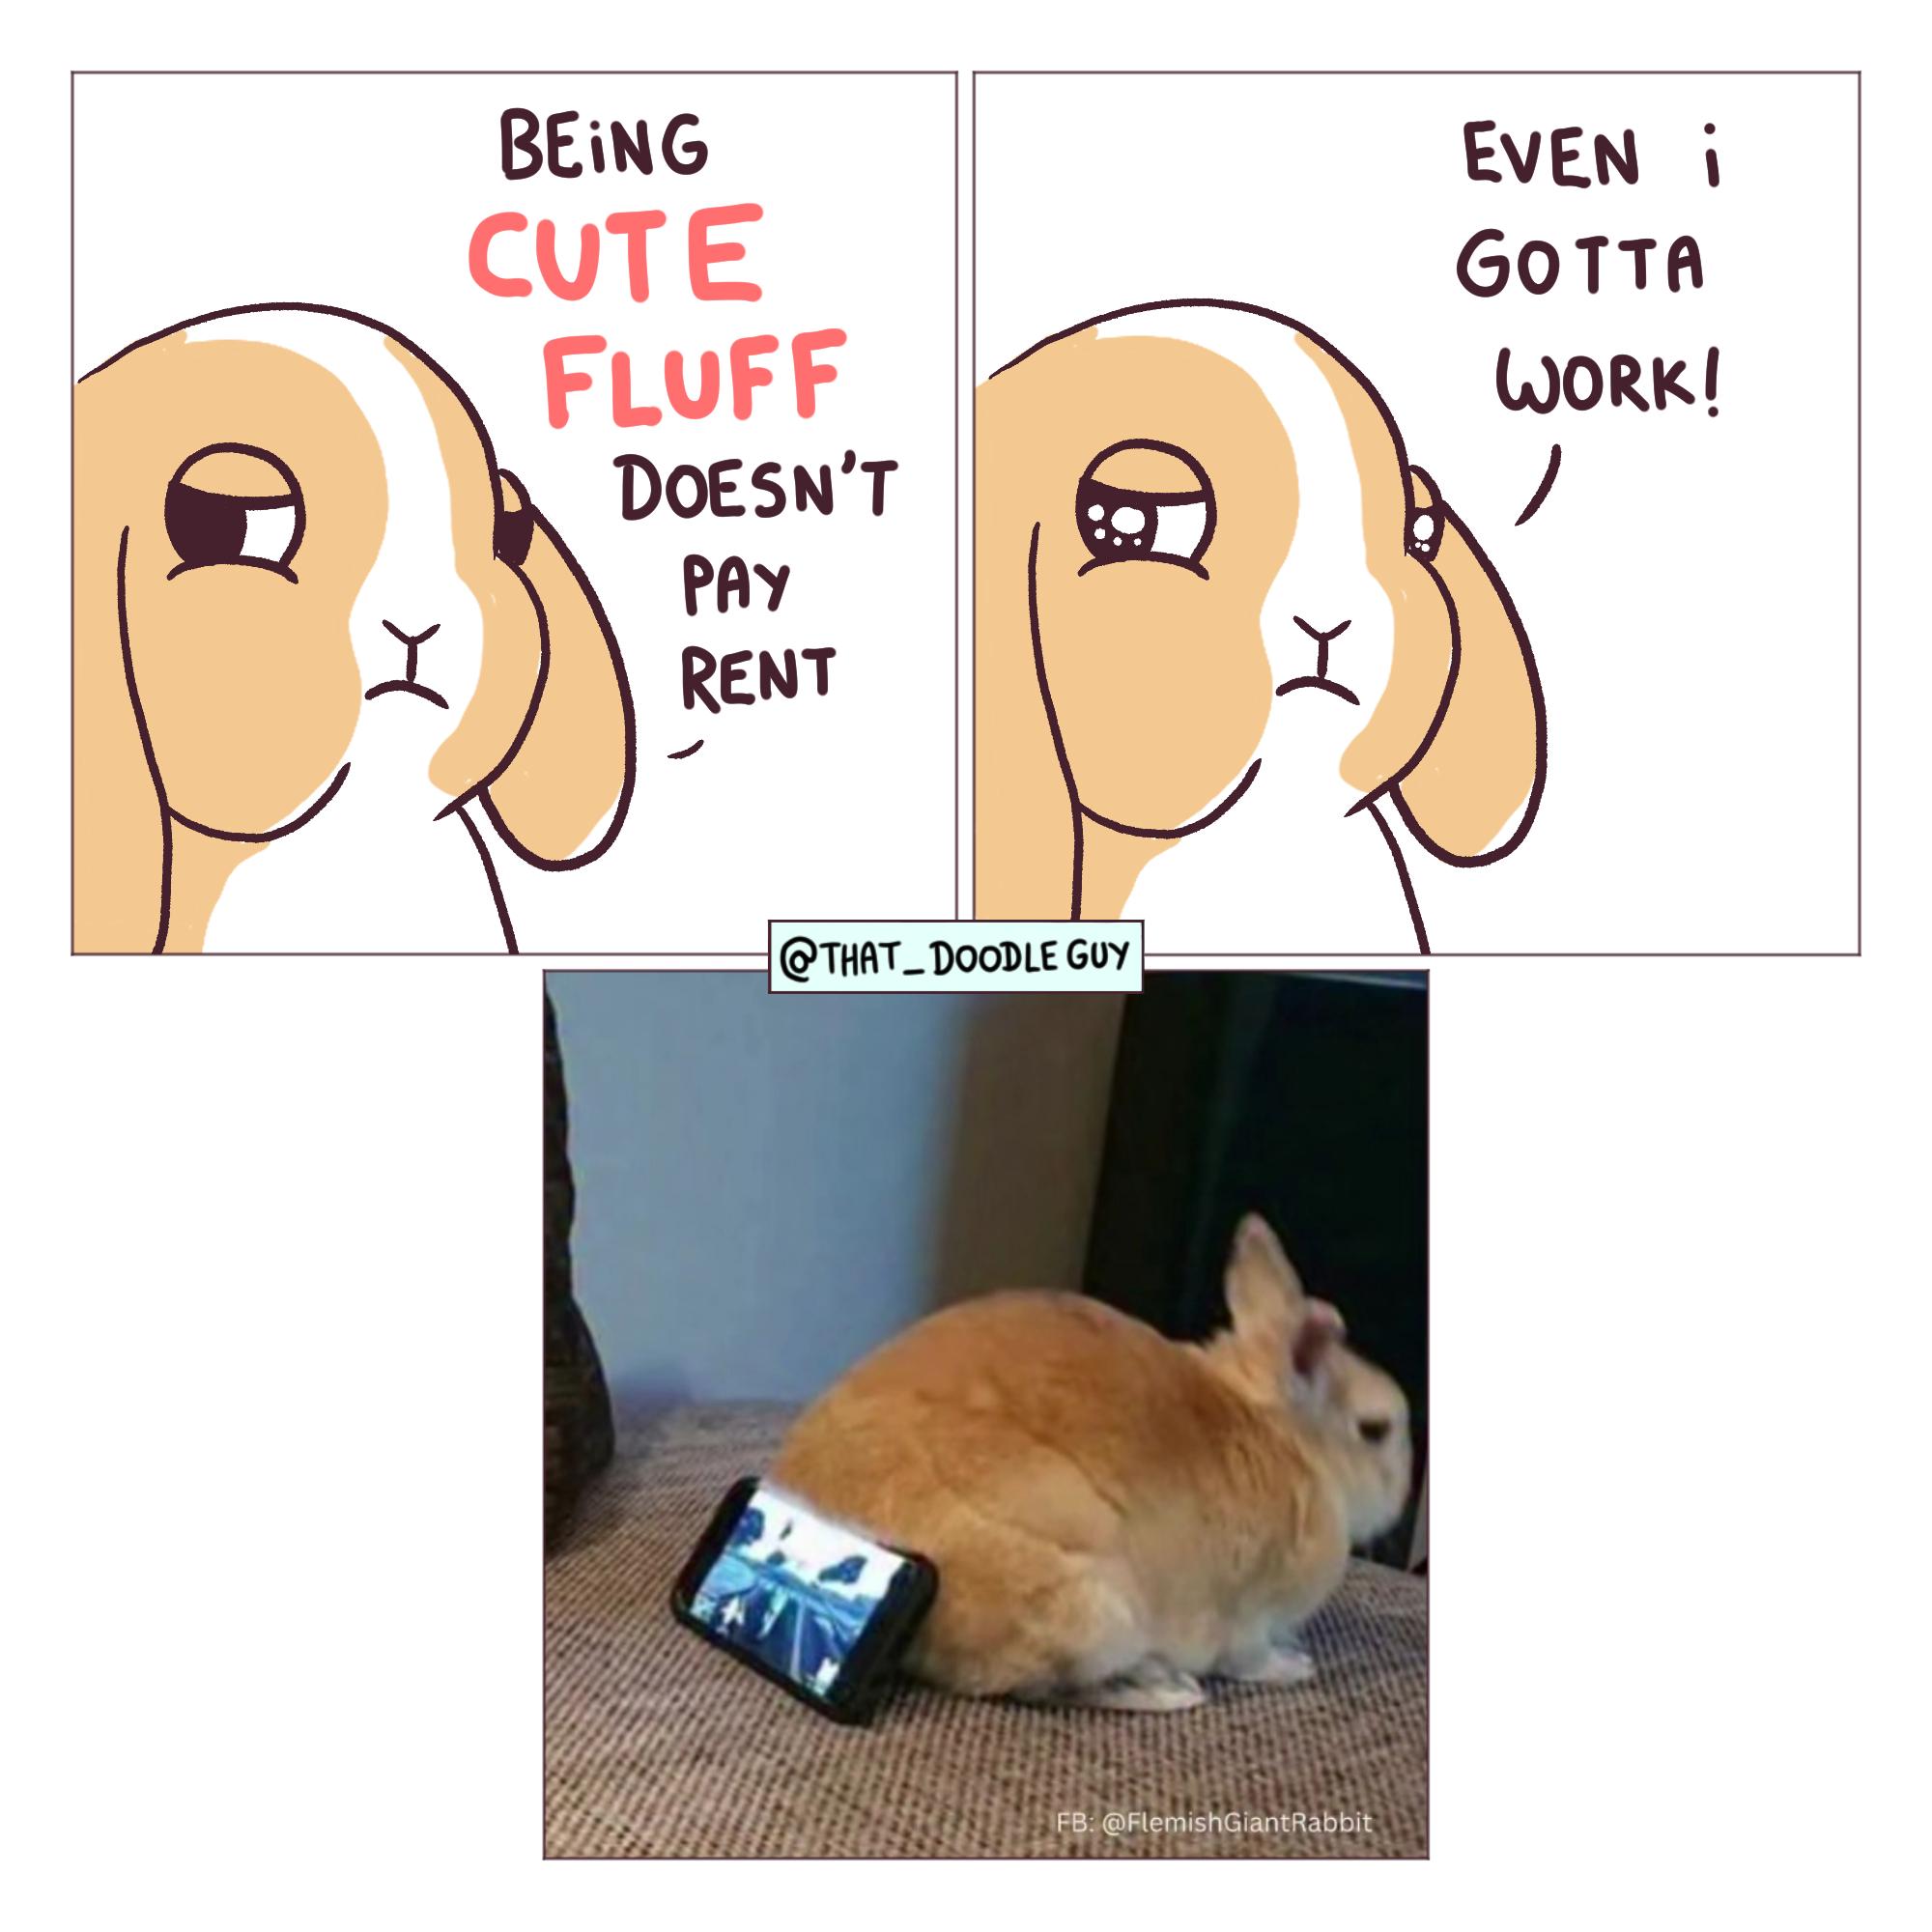 BEiNG
CUTE
FLUFF
DOESN'T
PAY
RENT
EVEN i
GOTTA
WORK!
@THAT_DOODLE GUY
FB: @FlemishGiantRabbit